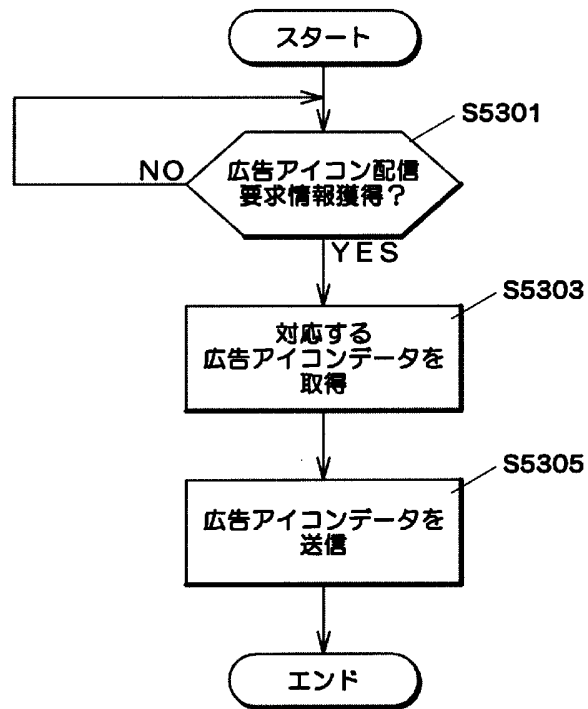 スタート
S5301
広告アイコン配信
要求情報獲得？
NO
YES
S5303
対応する
広告アイコンデータを
取得
S5305
広告アイコンデータを
送信
エンド